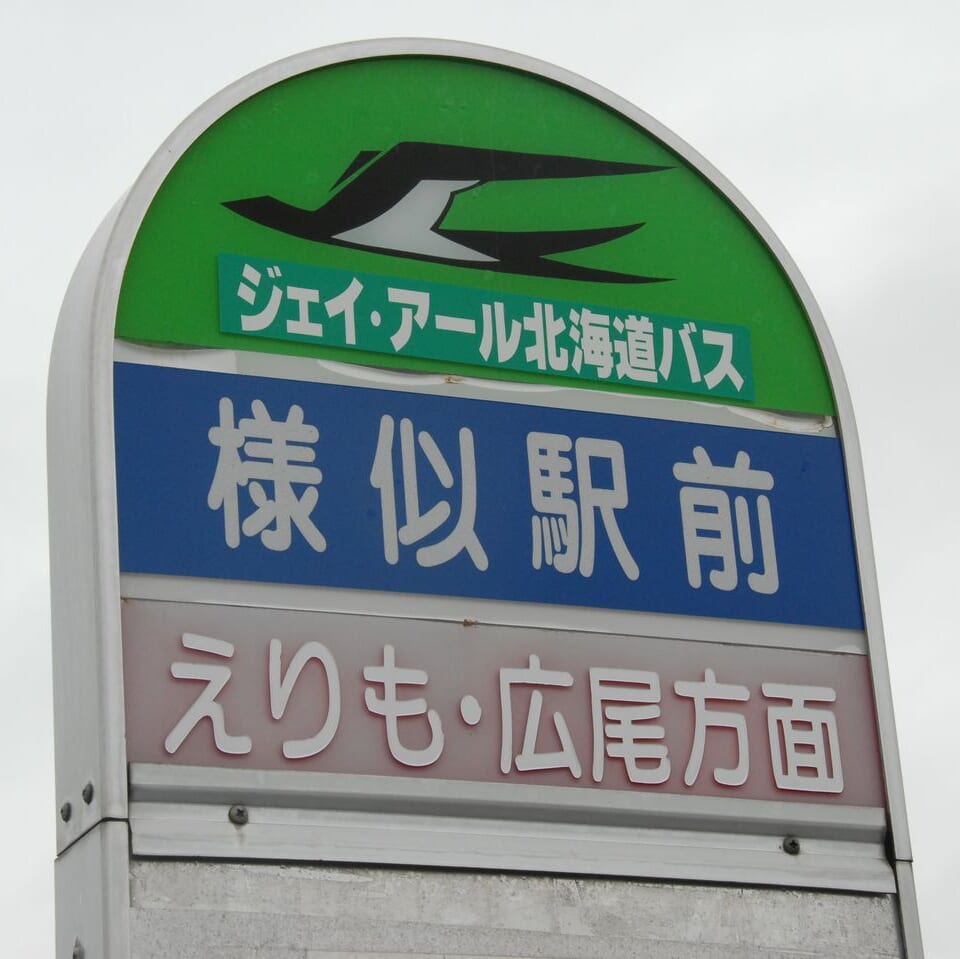 ジェイ・アール北海道バス
様似駅前
えりも・広尾方面